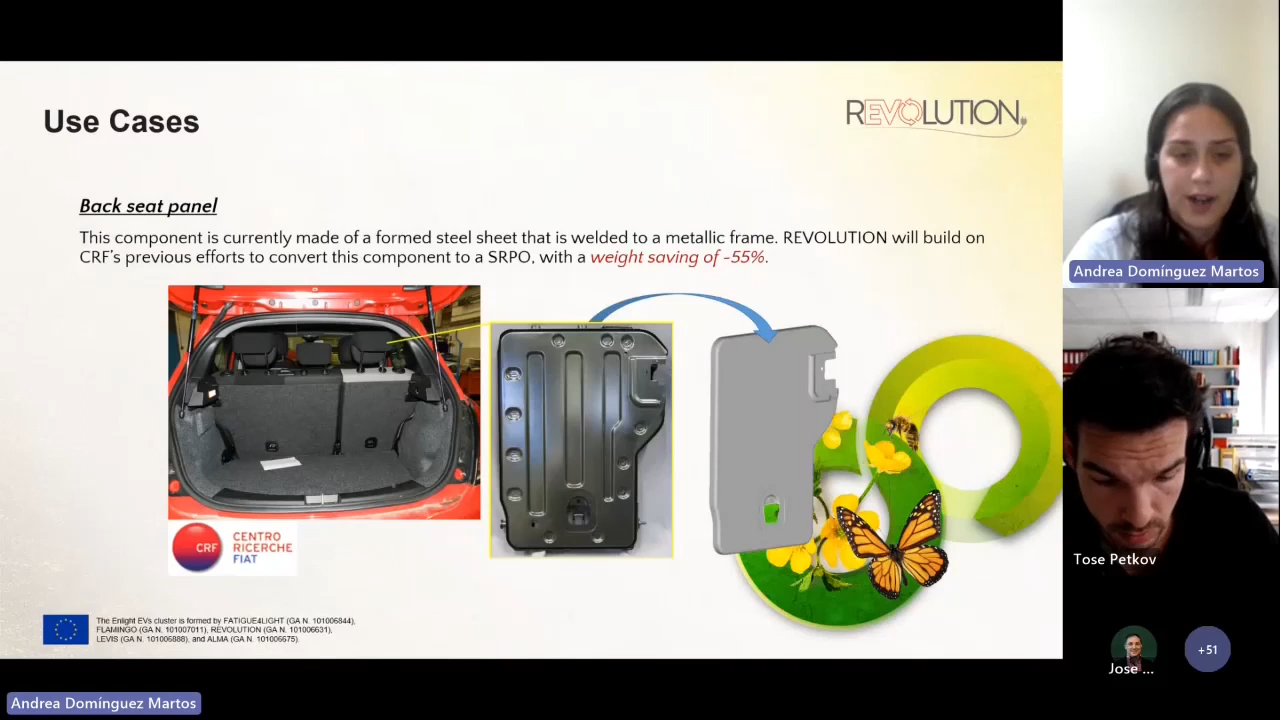 Use Cases
REVOLUTION
Back seat panel
This component is currently made of a formed steel sheet that is welded to a metallic frame. REVOLUTION will build on
CRF's previous efforts to convert this component to a SRPO, with a weight saving of -55%.
CRF
CENTRO
RICERCHE
FIAT
The Enlight EVs cluster is formed by FATIGUE4LIGHT (GA N. 101006844),
FLAMINGO (GA N. 101007011), REVOLUTION (GA N. 101006631),
LEVIS (GA N. 101006888), and ALMA (GA N. 101006675).
Andrea Domínguez Martos
Tose Petkov
Jose ...
+51
Andrea Domínguez Martos